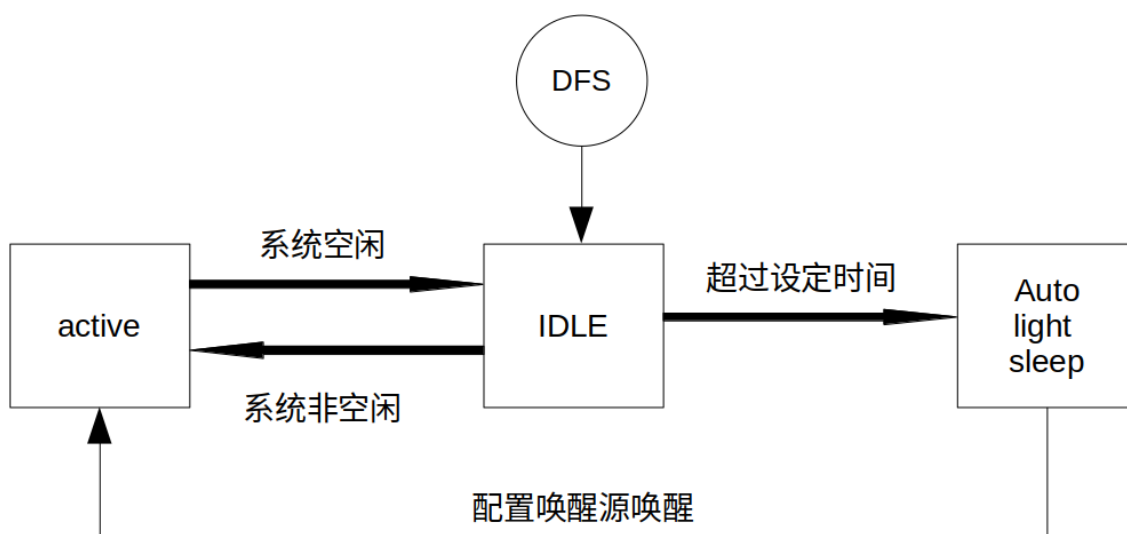 DFS
系统空闲
超过设定时间
active
IDLE
Auto
light
sleep
系统非空闲
配置唤醒源唤醒